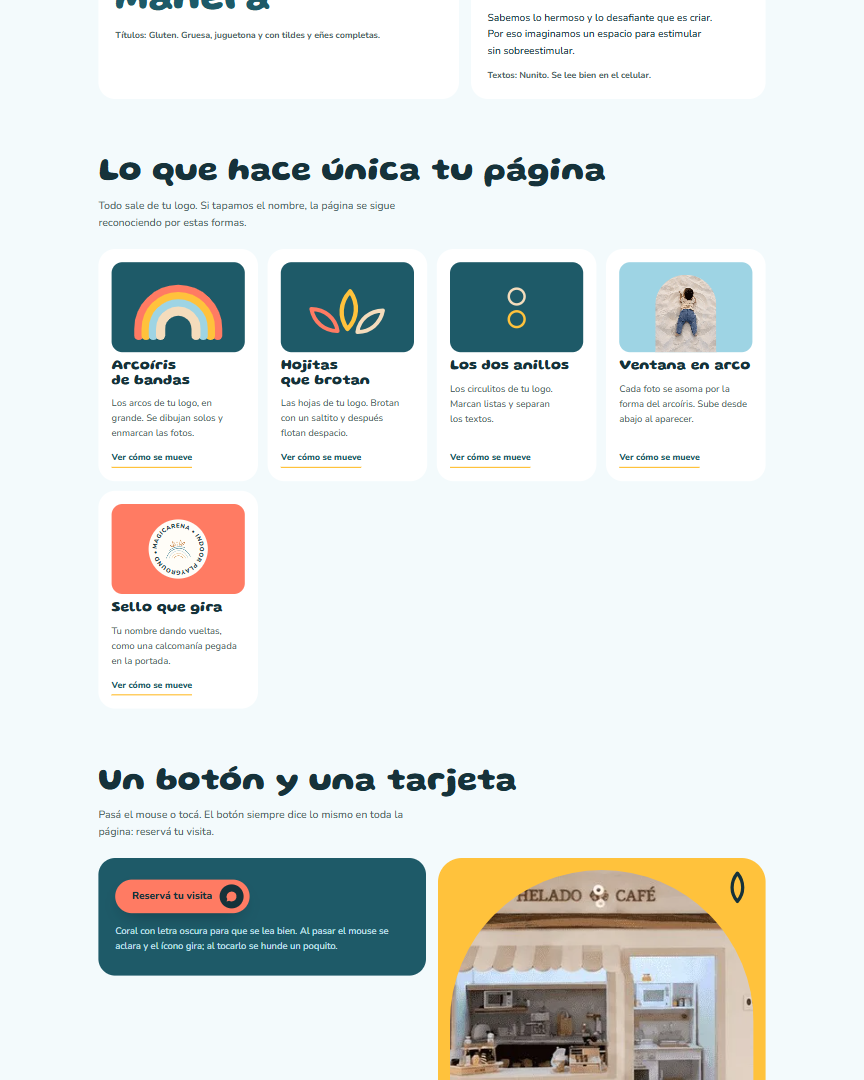 Manera
Títulos: Gluten. Gruesa, juguetona y con tildes y eñes completas.
Sabemos lo hermoso y lo desafiante que es criar.
Por eso imaginamos un espacio para estimular
sin sobreestimular.
Textos: Nunito. Se lee bien en el celular.
Lo que hace única tu página
Todo sale de tu logo. Si tapamos el nombre, la página se sigue
reconociendo por estas formas.
Arcoíris
de bandas
Los arcos de tu logo, en
grande. Se dibujan solos y
enmarcan las fotos.
Ver cómo se mueve
Hojitas
que brotan
Las hojas de tu logo. Brotan
con un saltito y después
flotan despacio.
Ver cómo se mueve
Los dos anillos
Los circulitos de tu logo.
Marcan listas y separan
los textos.
Ver cómo se mueve
Ventana en arco
Cada foto se asoma por la
forma del arcoíris. Sube desde
abajo al aparecer.
Ver cómo se mueve
MAGICARENA • INDOOR PLAYGROUND •
Sello que gira
Tu nombre dando vueltas,
como una calcomanía pegada
en la portada.
Ver cómo se mueve
Un botón y una tarjeta
Pasá el mouse o tocá. El botón siempre dice lo mismo en toda la
página: reservá tu visita.
Reservá tu visita
Coral con letra oscura para que se lea bien. Al pasar el mouse se
aclara y el ícono gira; al tocarlo se hunde un poquito.
HELADO CAFÉ